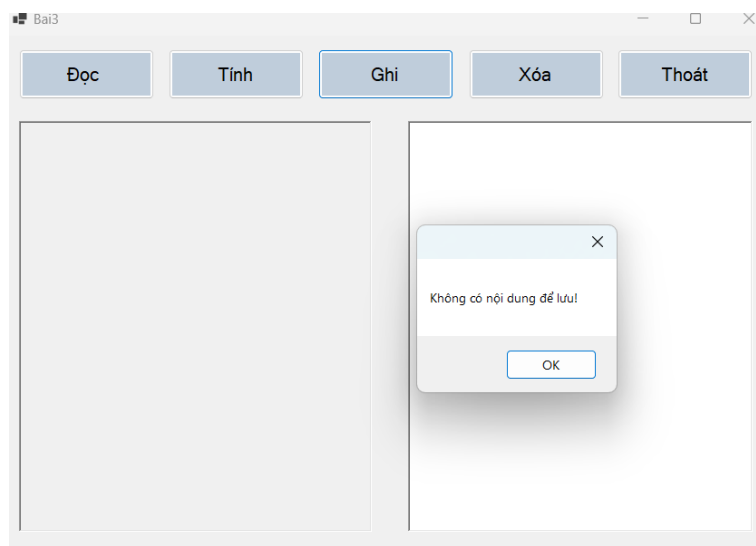 Bai3
Đọc Tính Ghi Xóa Thoát
Không có nội dung để lưu!
OK